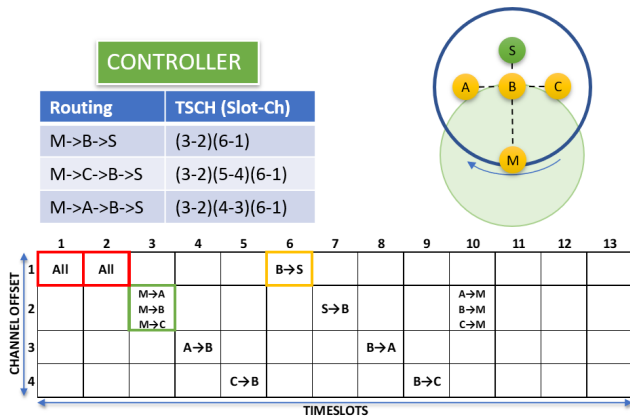 CONTROLLER
Routing TSCH (Slot-Ch)
M->B->S (3-2)(6-1)
M->C->B->S (3-2)(5-4)(6-1)
M->A->B->S (3-2)(4-3)(6-1)
S
A B C
M
1 2 3 4 5 6 7 8 9 10 11 12 13
CHANNEL OFFSET
1 All All B→S
M→A
M→B
M→C
2 S→B
A→M
B→M
C→M
3 A→B B→A
4 C→B B→C
TIMESLOTS